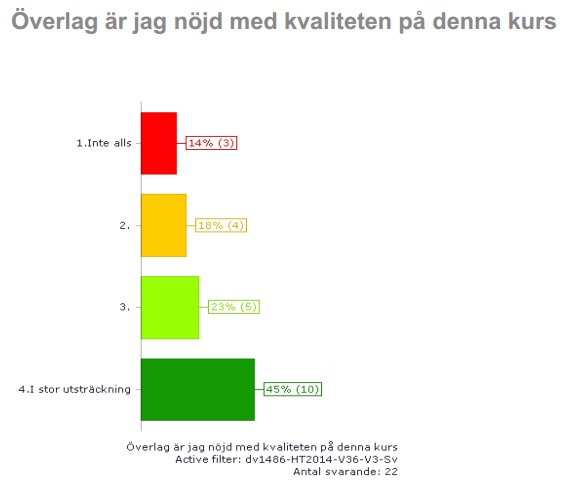 Överlag är jag nöjd med kvaliteten på denna kurs
1.Inte alls
14% (3)
2.
18% (4)
3.
23% (5)
4.I stor utsträckning
45% (10)
Överlag är jag nöjd med kvaliteten på denna kurs
Active filter: dv1486-HT2014-V36-V3-Sv
Antal svarande: 22